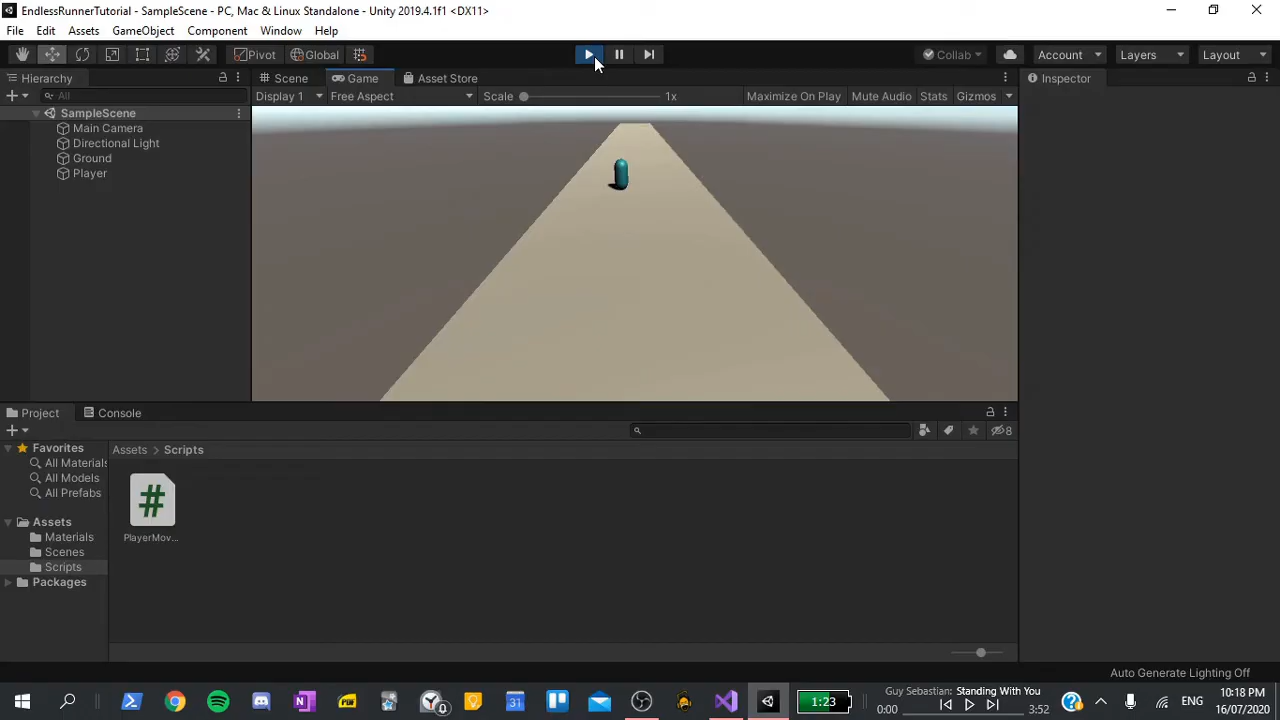 EndlessRunnerTutorial - SampleScene - PC, Mac & Linux Standalone - Unity 2019.4.1f1 <DX11>
File Edit Assets GameObject Component Window Help
Pivot Global Collab Account Layers Layout
Hierarchy Scene Game Asset Store Inspector
All Display 1 Free Aspect Scale 1x Maximize On Play Mute Audio Stats Gizmos
SampleScene
Main Camera
Directional Light
Ground
Player
Project Console
8
Favorites
All Materials
All Models
All Prefabs
Assets
Materials
Scenes
Scripts
Packages
Assets > Scripts
PlayerMov...
Auto Generate Lighting Off
1:23
Guy Sebastian: Standing With You
0:00 3:52
ENG
10:18 PM
16/07/2020